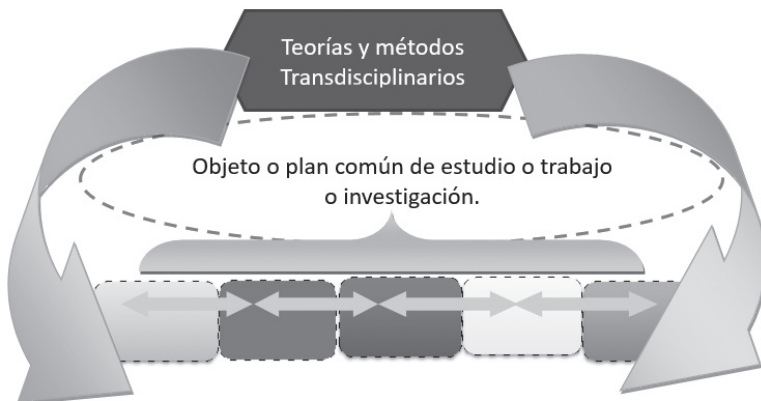 Teorías y métodos
Transdisciplinarios
Objeto o plan común de estudio o trabajo
o investigación.